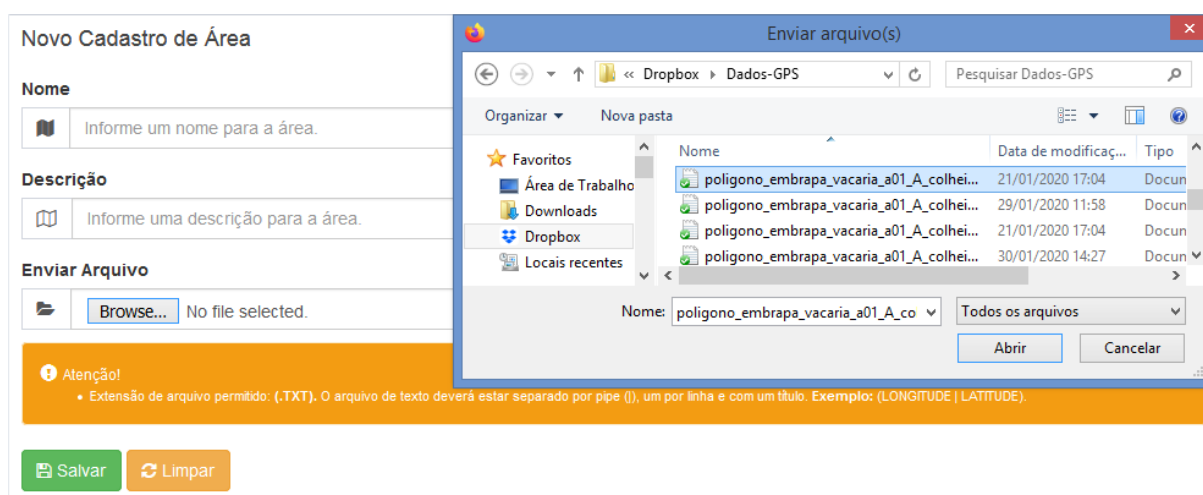 Novo Cadastro de Área
Nome
Informe um nome para a área.
Descrição
Informe uma descrição para a área.
Enviar Arquivo
Browse... No file selected.
Atenção!
• Extensão de arquivo permitido: (.TXT). O arquivo de texto deverá estar separado por pipe (|), um por linha e com um título. Exemplo: (LONGITUDE | LATITUDE).
Salvar Limpar
Enviar arquivo(s)
« Dropbox Dados-GPS Pesquisar Dados-GPS
Organizar Nova pasta
Favoritos
Área de Trabalho
Downloads
Dropbox
Locais recentes
Nome Data de modificaç... Tipo
poligono_embrapa_vacaria_a01_A_colhei... 21/01/2020 17:04 Docun
poligono_embrapa_vacaria_a01_A_colhei... 29/01/2020 11:58 Docun
poligono_embrapa_vacaria_a01_A_colhei... 21/01/2020 17:04 Docun
poligono_embrapa_vacaria_a01_A_colhei... 30/01/2020 14:27 Docun
Nome: poligono_embrapa_vacaria_a01_A_co Todos os arquivos
Abrir Cancelar